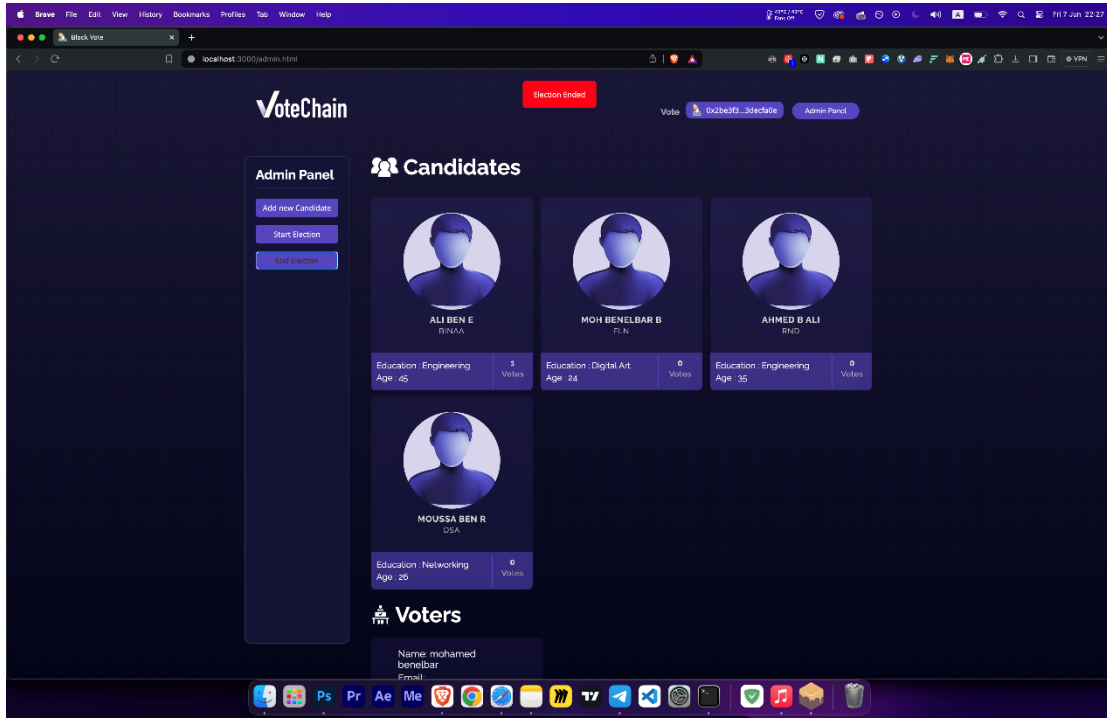 Brave File Edit View History Bookmarks Profiles Tab Window Help
Fri 7 Jun 22:27
Fans Off
Block Vote
localhost:3000/admin.html
VPN
VoteChain
Election Ended
Vote 0x2be3f3...3decfa0e Admin Panel
Admin Panel
Add new Candidate
Start Election
End Election
Candidates
ALI BEN E
BINAA
Education : Engineering
Age : 45
1
Votes
MOH BENELBAR B
FLN
Education : Digital Art
Age : 24
0
Votes
AHMED B ALI
RND
Education : Engineering
Age : 35
0
Votes
MOUSSA BEN R
DSA
Education : Networking
Age : 26
0
Votes
Voters
Name: mohamed
benelbar
Email:
Ps Pr Ae Me